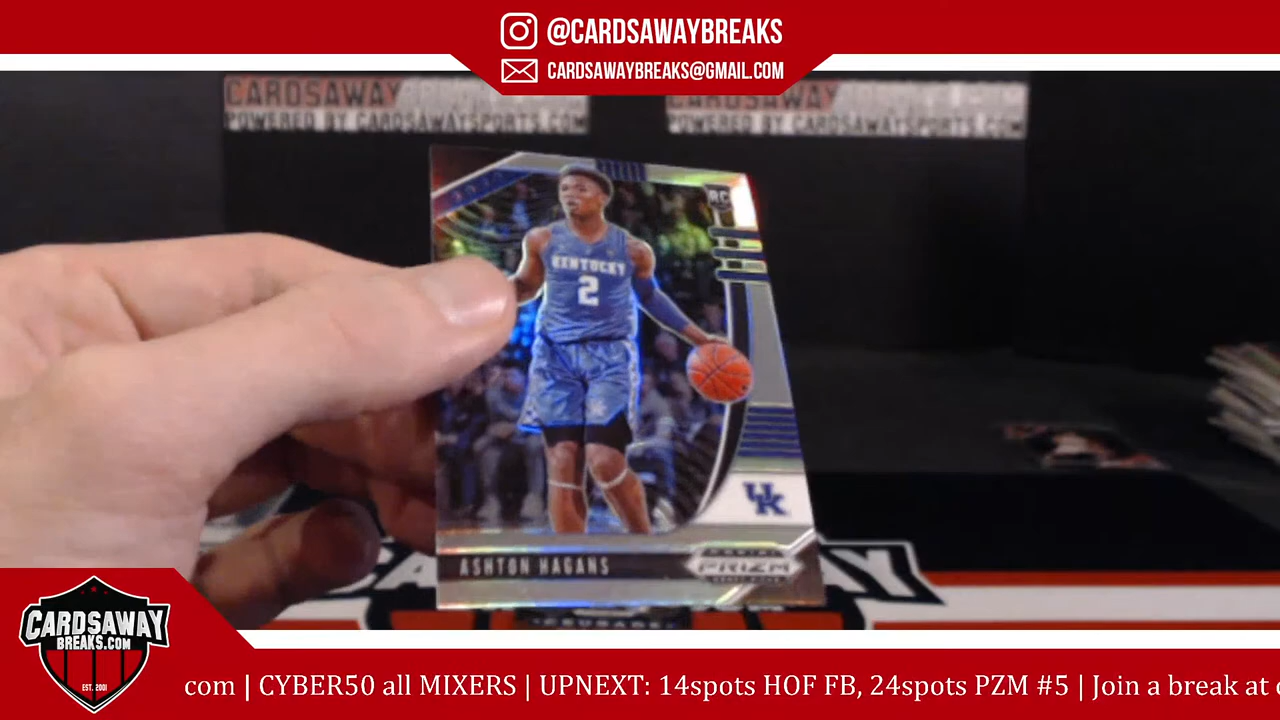 @CARDSAWAYBREAKS
CARDSAWAYBREAKS@GMAIL.COM
CARDSAWAY
CARDSAWAY
POWERED BY CARDSAWAYSPORTS.COM
POWERED BY CARDSAWAYSPORTS.COM
RC
KENTUCKY
2
UK
ASHTON HAGANS
PRIZM
CARDSAWAY
BREAKS.COM
EST. 2001
com | CYBER50 all MIXERS | UPNEXT: 14spots HOF FB, 24spots PZM #5 | Join a break at